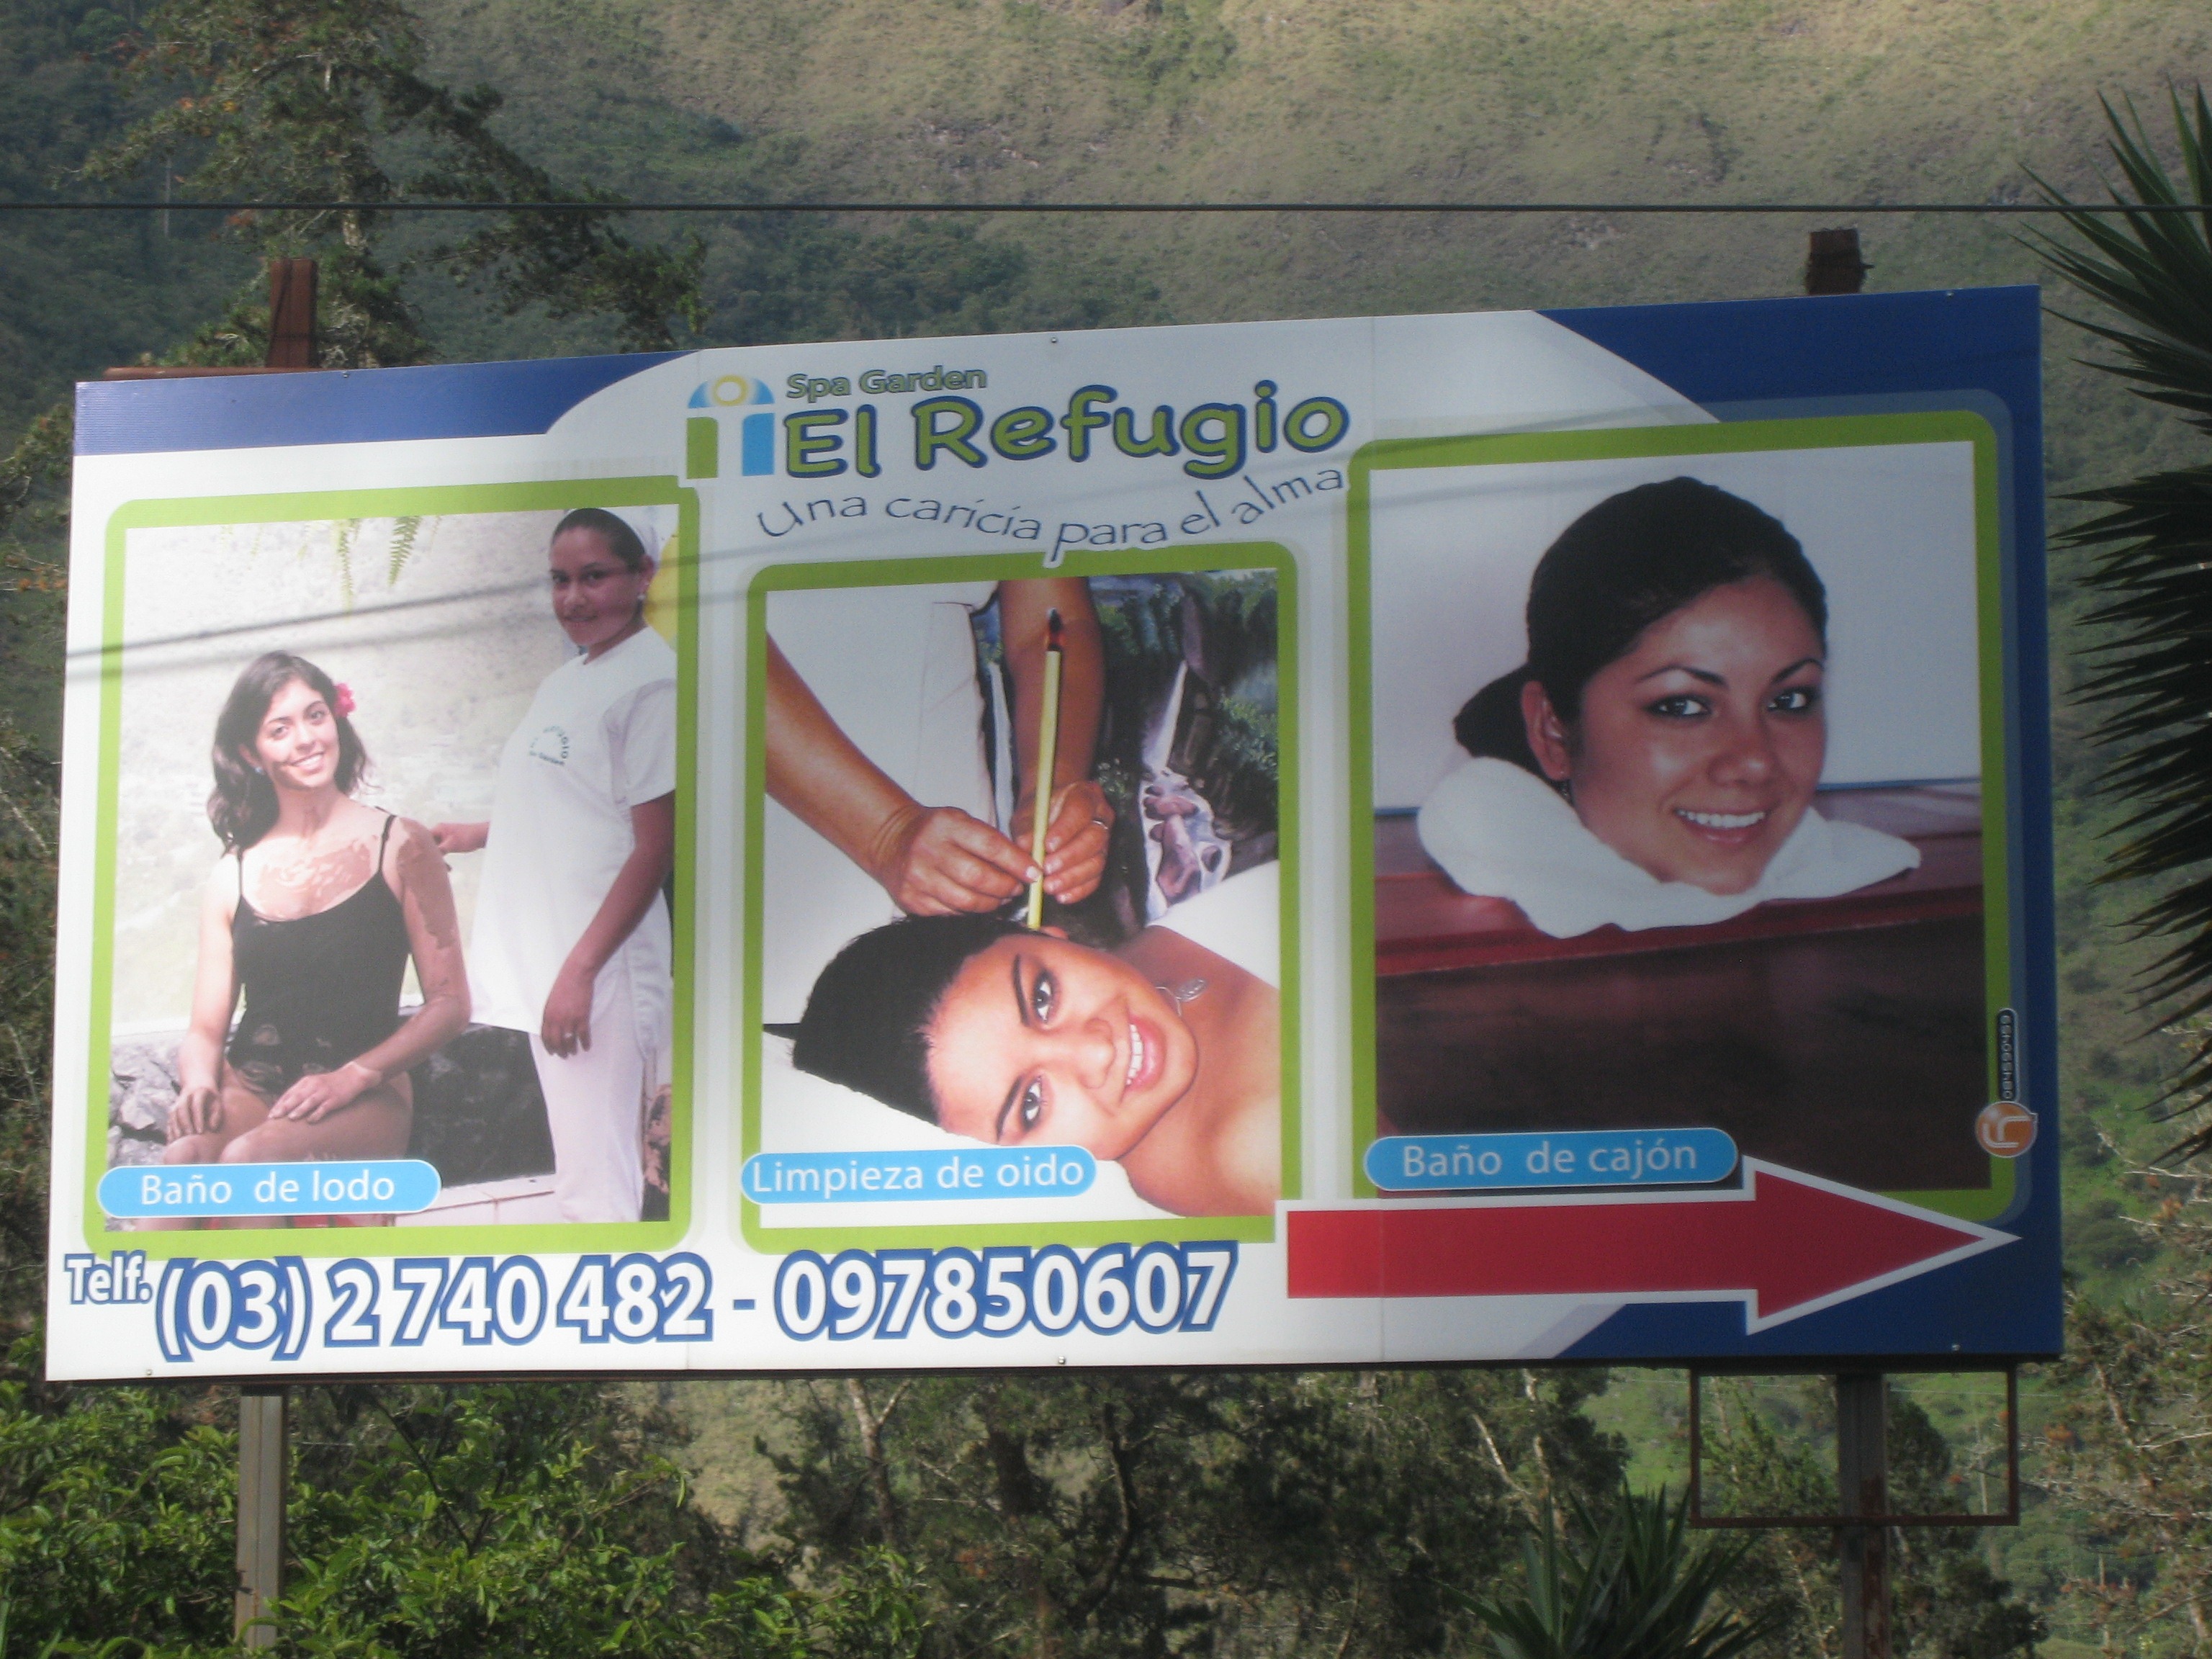 Spa Garden
El Refugio
una caricia para el alma
Baño de lodo
Limpieza de oido
Baño de cajón
Telf. (03) 2 740 482 - 097850607